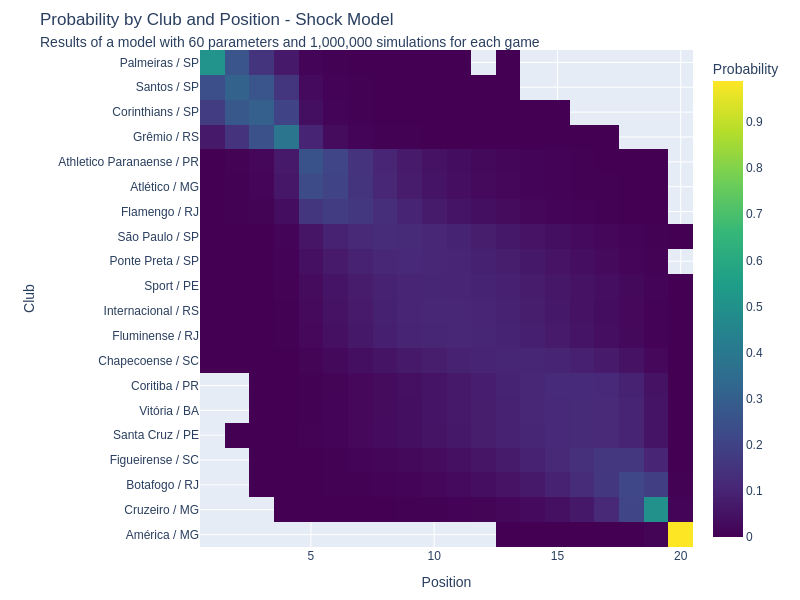 Probability by Club and Position - Shock Model
Results of a model with 60 parameters and 1,000,000 simulations for each game
Palmeiras / SP
Santos / SP
Corinthians / SP
Grêmio / RS
Athletico Paranaense / PR
Atlético / MG
Flamengo / RJ
São Paulo / SP
Ponte Preta / SP
Sport / PE
Internacional / RS
Fluminense / RJ
Chapecoense / SC
Coritiba / PR
Vitória / BA
Santa Cruz / PE
Figueirense / SC
Botafogo / RJ
Cruzeiro / MG
América / MG
Club
5
10
15
20
Position
Probability
0.9
0.8
0.7
0.6
0.5
0.4
0.3
0.2
0.1
0